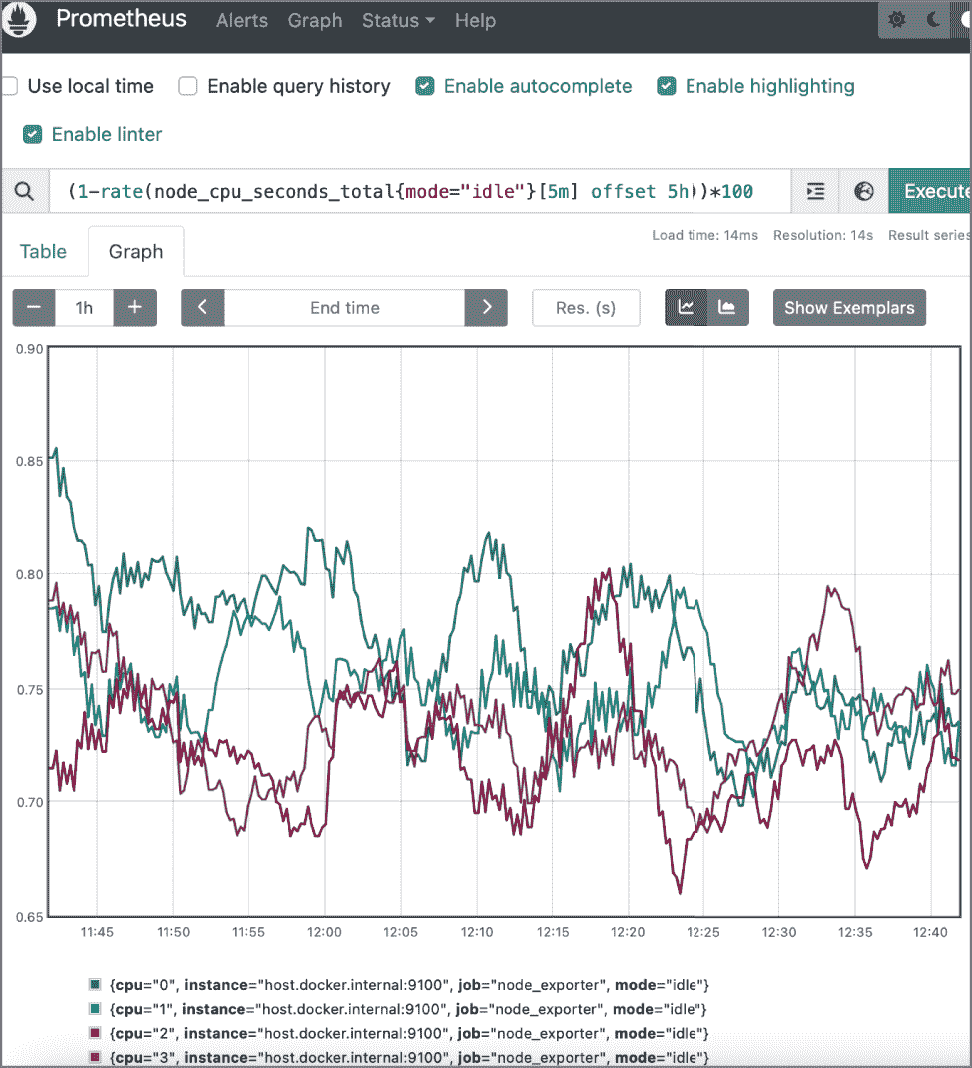 Prometheus Alerts Graph Status Help
Use local time Enable query history Enable autocomplete Enable highlighting
Enable linter
(1-rate(node_cpu_seconds_total{mode="idle"}[5m] offset 5h))*100 Execute
Load time: 14ms Resolution: 14s Result series
Table Graph
− 1h + End time Res. (s) Show Exemplars
0.90
0.85
0.80
0.75
0.70
0.65
11:45 11:50 11:55 12:00 12:05 12:10 12:15 12:20 12:25 12:30 12:35 12:40
{cpu="0", instance="host.docker.internal:9100", job="node_exporter", mode="idle"}
{cpu="1", instance="host.docker.internal:9100", job="node_exporter", mode="idle"}
{cpu="2", instance="host.docker.internal:9100", job="node_exporter", mode="idle"}
{cpu="3", instance="host.docker.internal:9100", job="node_exporter", mode="idle"}